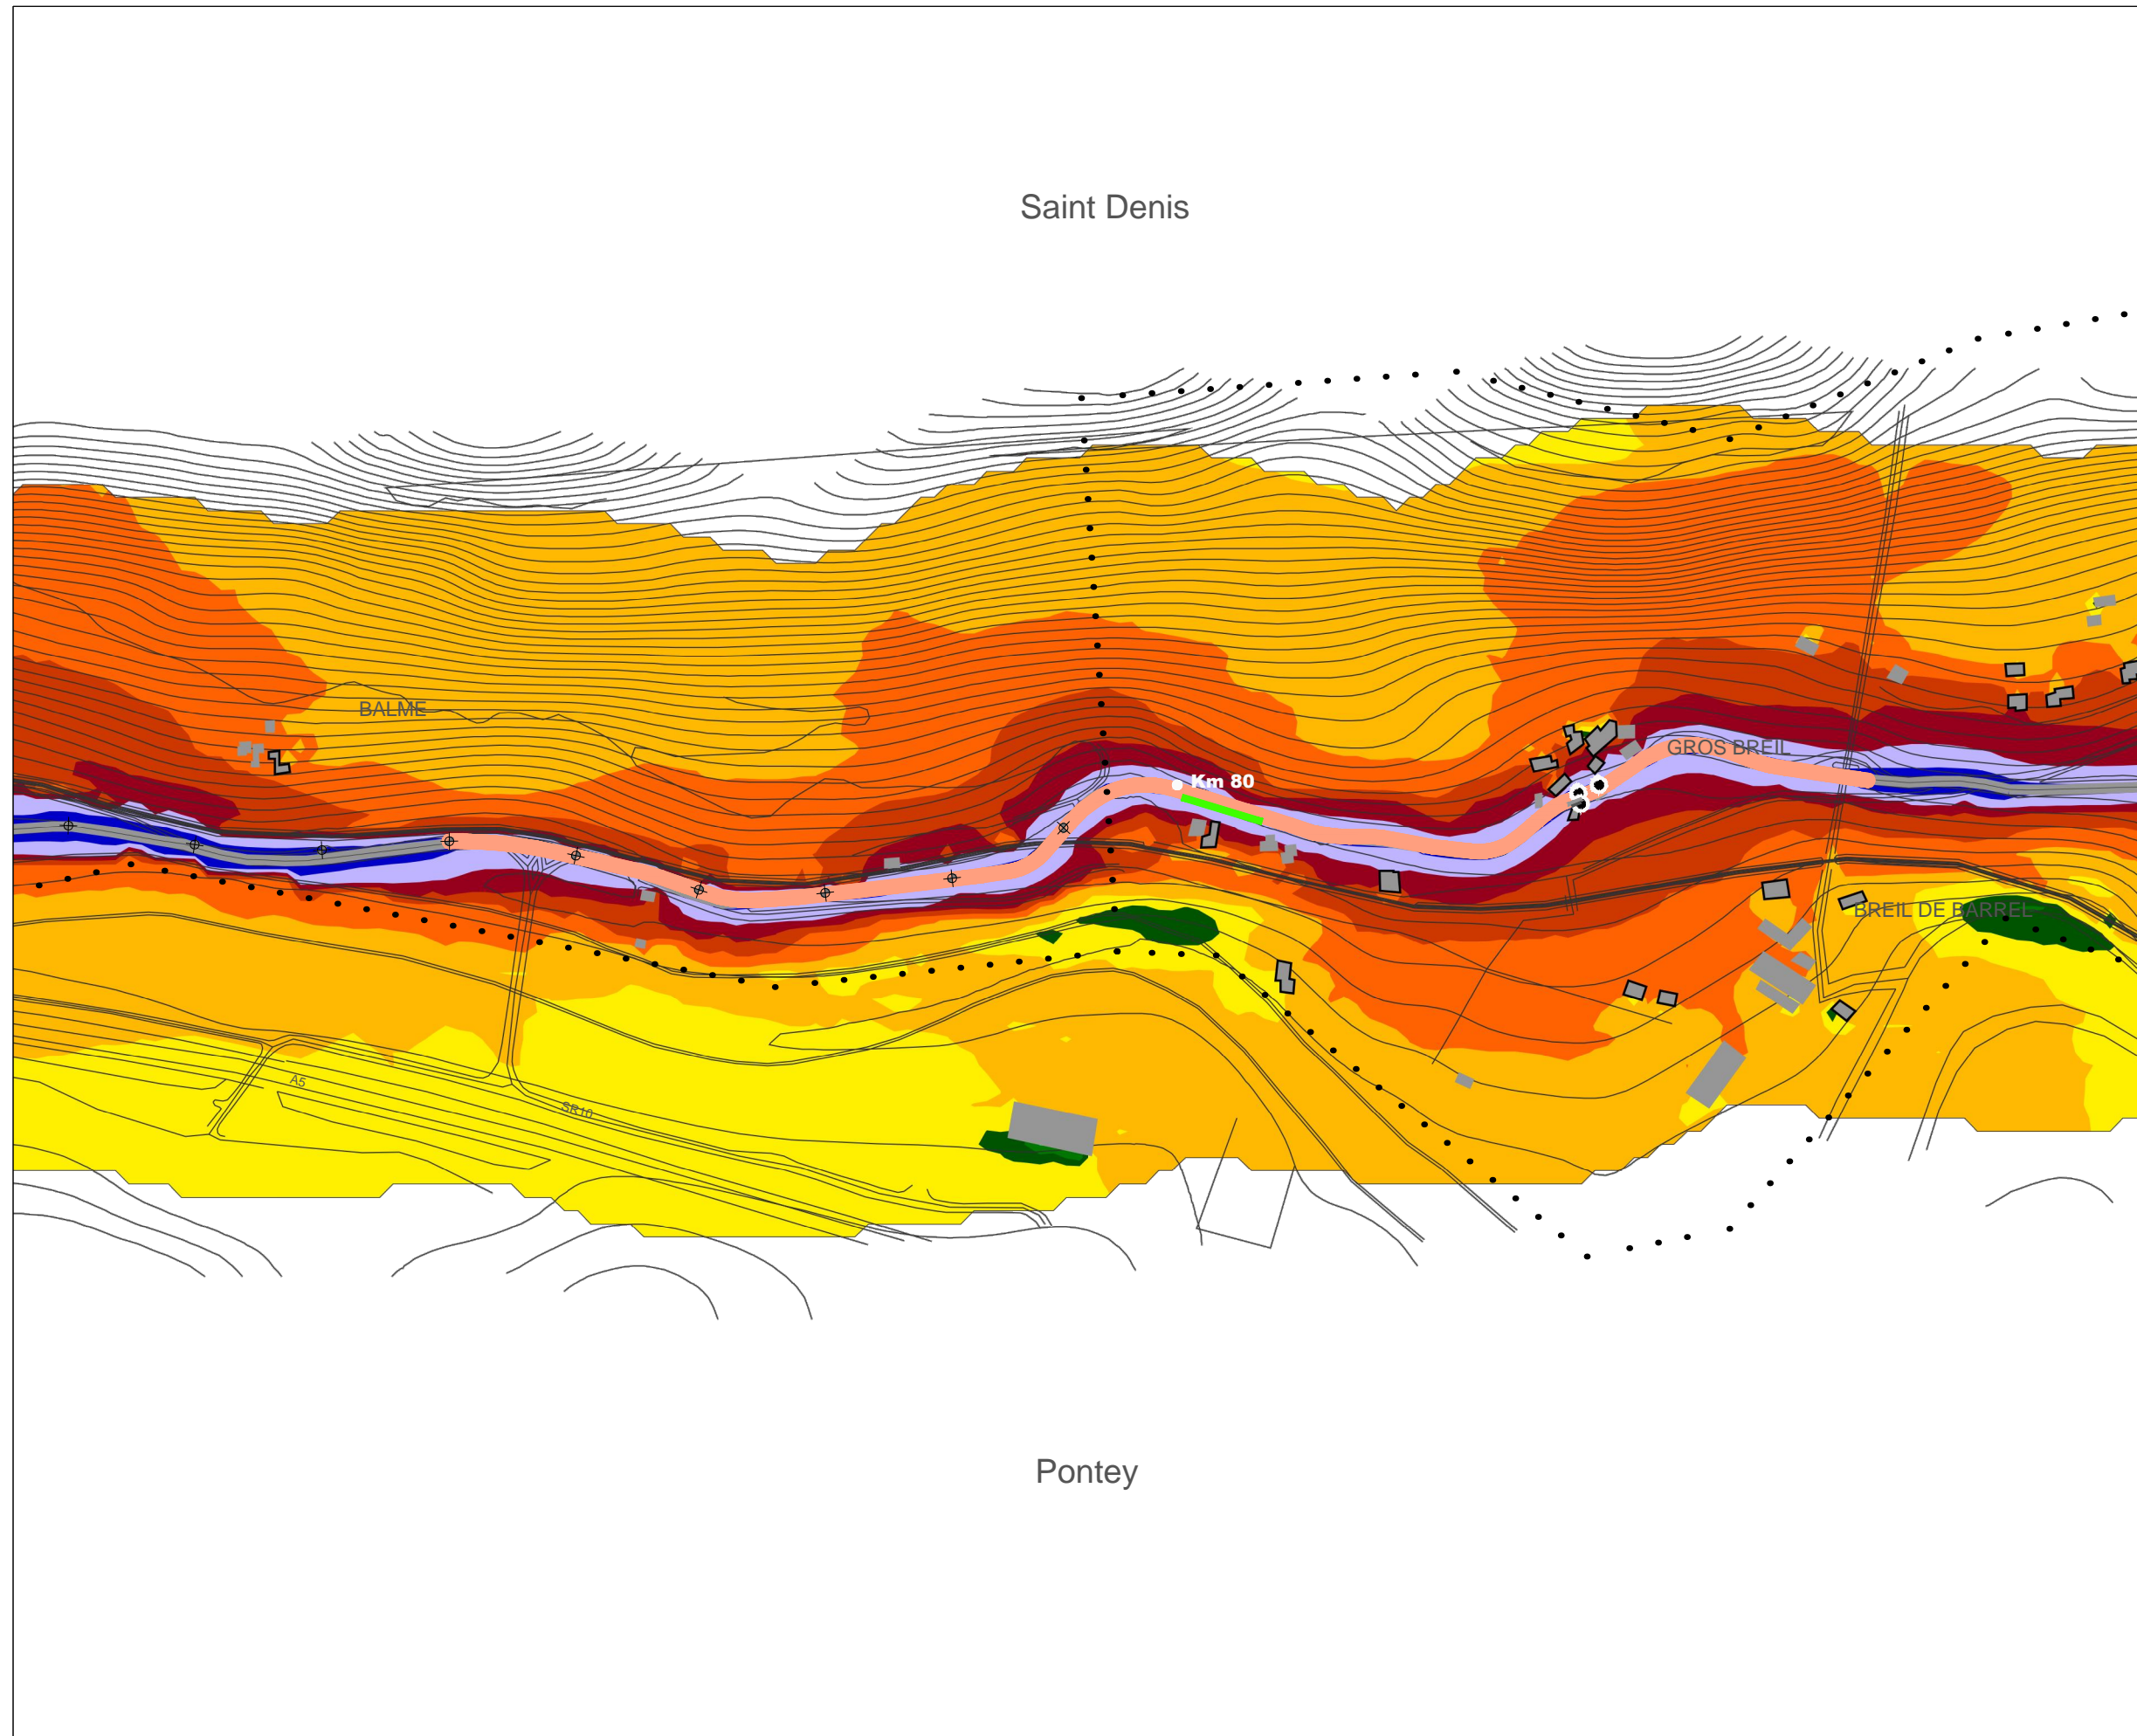 Saint Denis
BALME
GROS BREIL
Km 80
BREIL DE BARREL
A5
SR10
Pontey